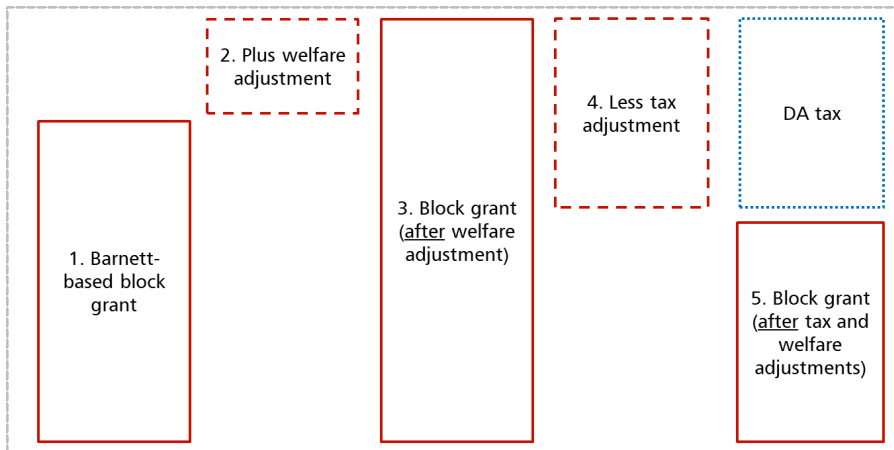 1. Barnett-
based block
grant
2. Plus welfare
adjustment
3. Block grant
(after welfare
adjustment)
4. Less tax
adjustment
DA tax
5. Block grant
(after tax and
welfare
adjustments)